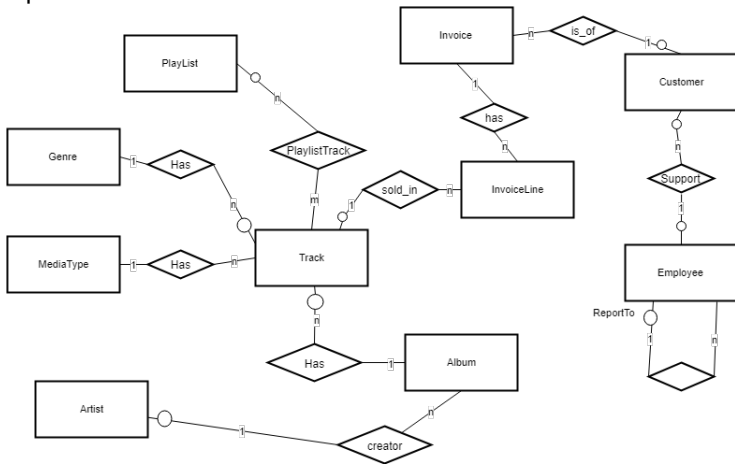 Invoice
n
is_of
1
Customer
PlayList
n
1
has
n
n
PlaylistTrack
Genre
1
Has
n
m
sold_in
1
n
InvoiceLine
Support
1
MediaType
1
Has
n
Track
Employee
n
ReportTo
1
n
Has
1
Album
Artist
1
creator
n